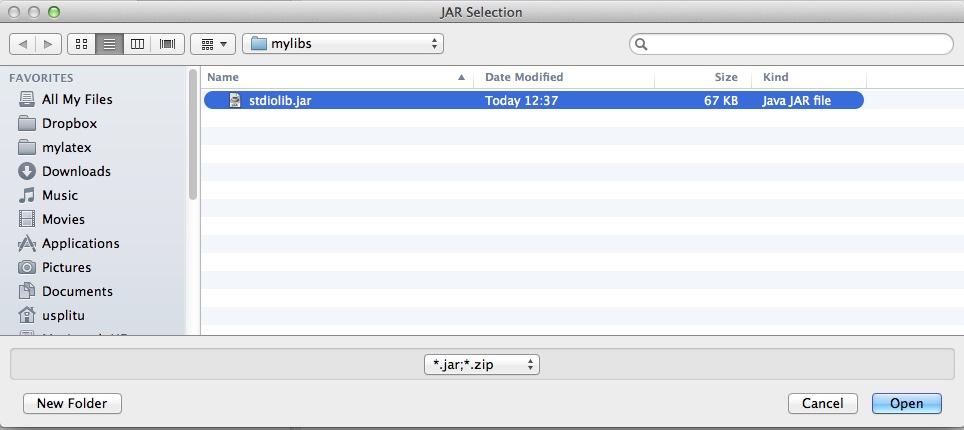 JAR Selection
mylibs
FAVORITES
All My Files
Dropbox
mylatex
Downloads
Music
Movies
Applications
Pictures
Documents
usplitu
Name Date Modified Size Kind
stdiolib.jar Today 12:37 67 KB Java JAR file
*.jar;*.zip
New Folder Cancel Open